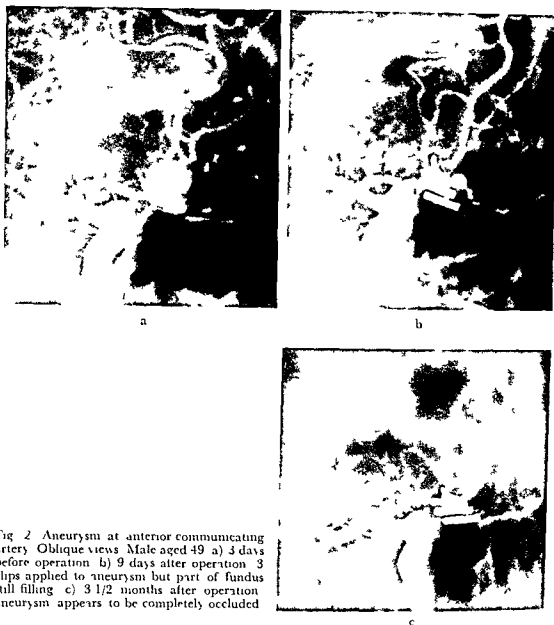 a
b
Fig 2 Aneurysm at anterior communicating
artery Oblique views Male aged 49 a) 3 days
before operation b) 9 days after operation 3
clips applied to aneurysm but part of fundus
still filling c) 3 1/2 months after operation
aneurysm appears to be completely occluded
c